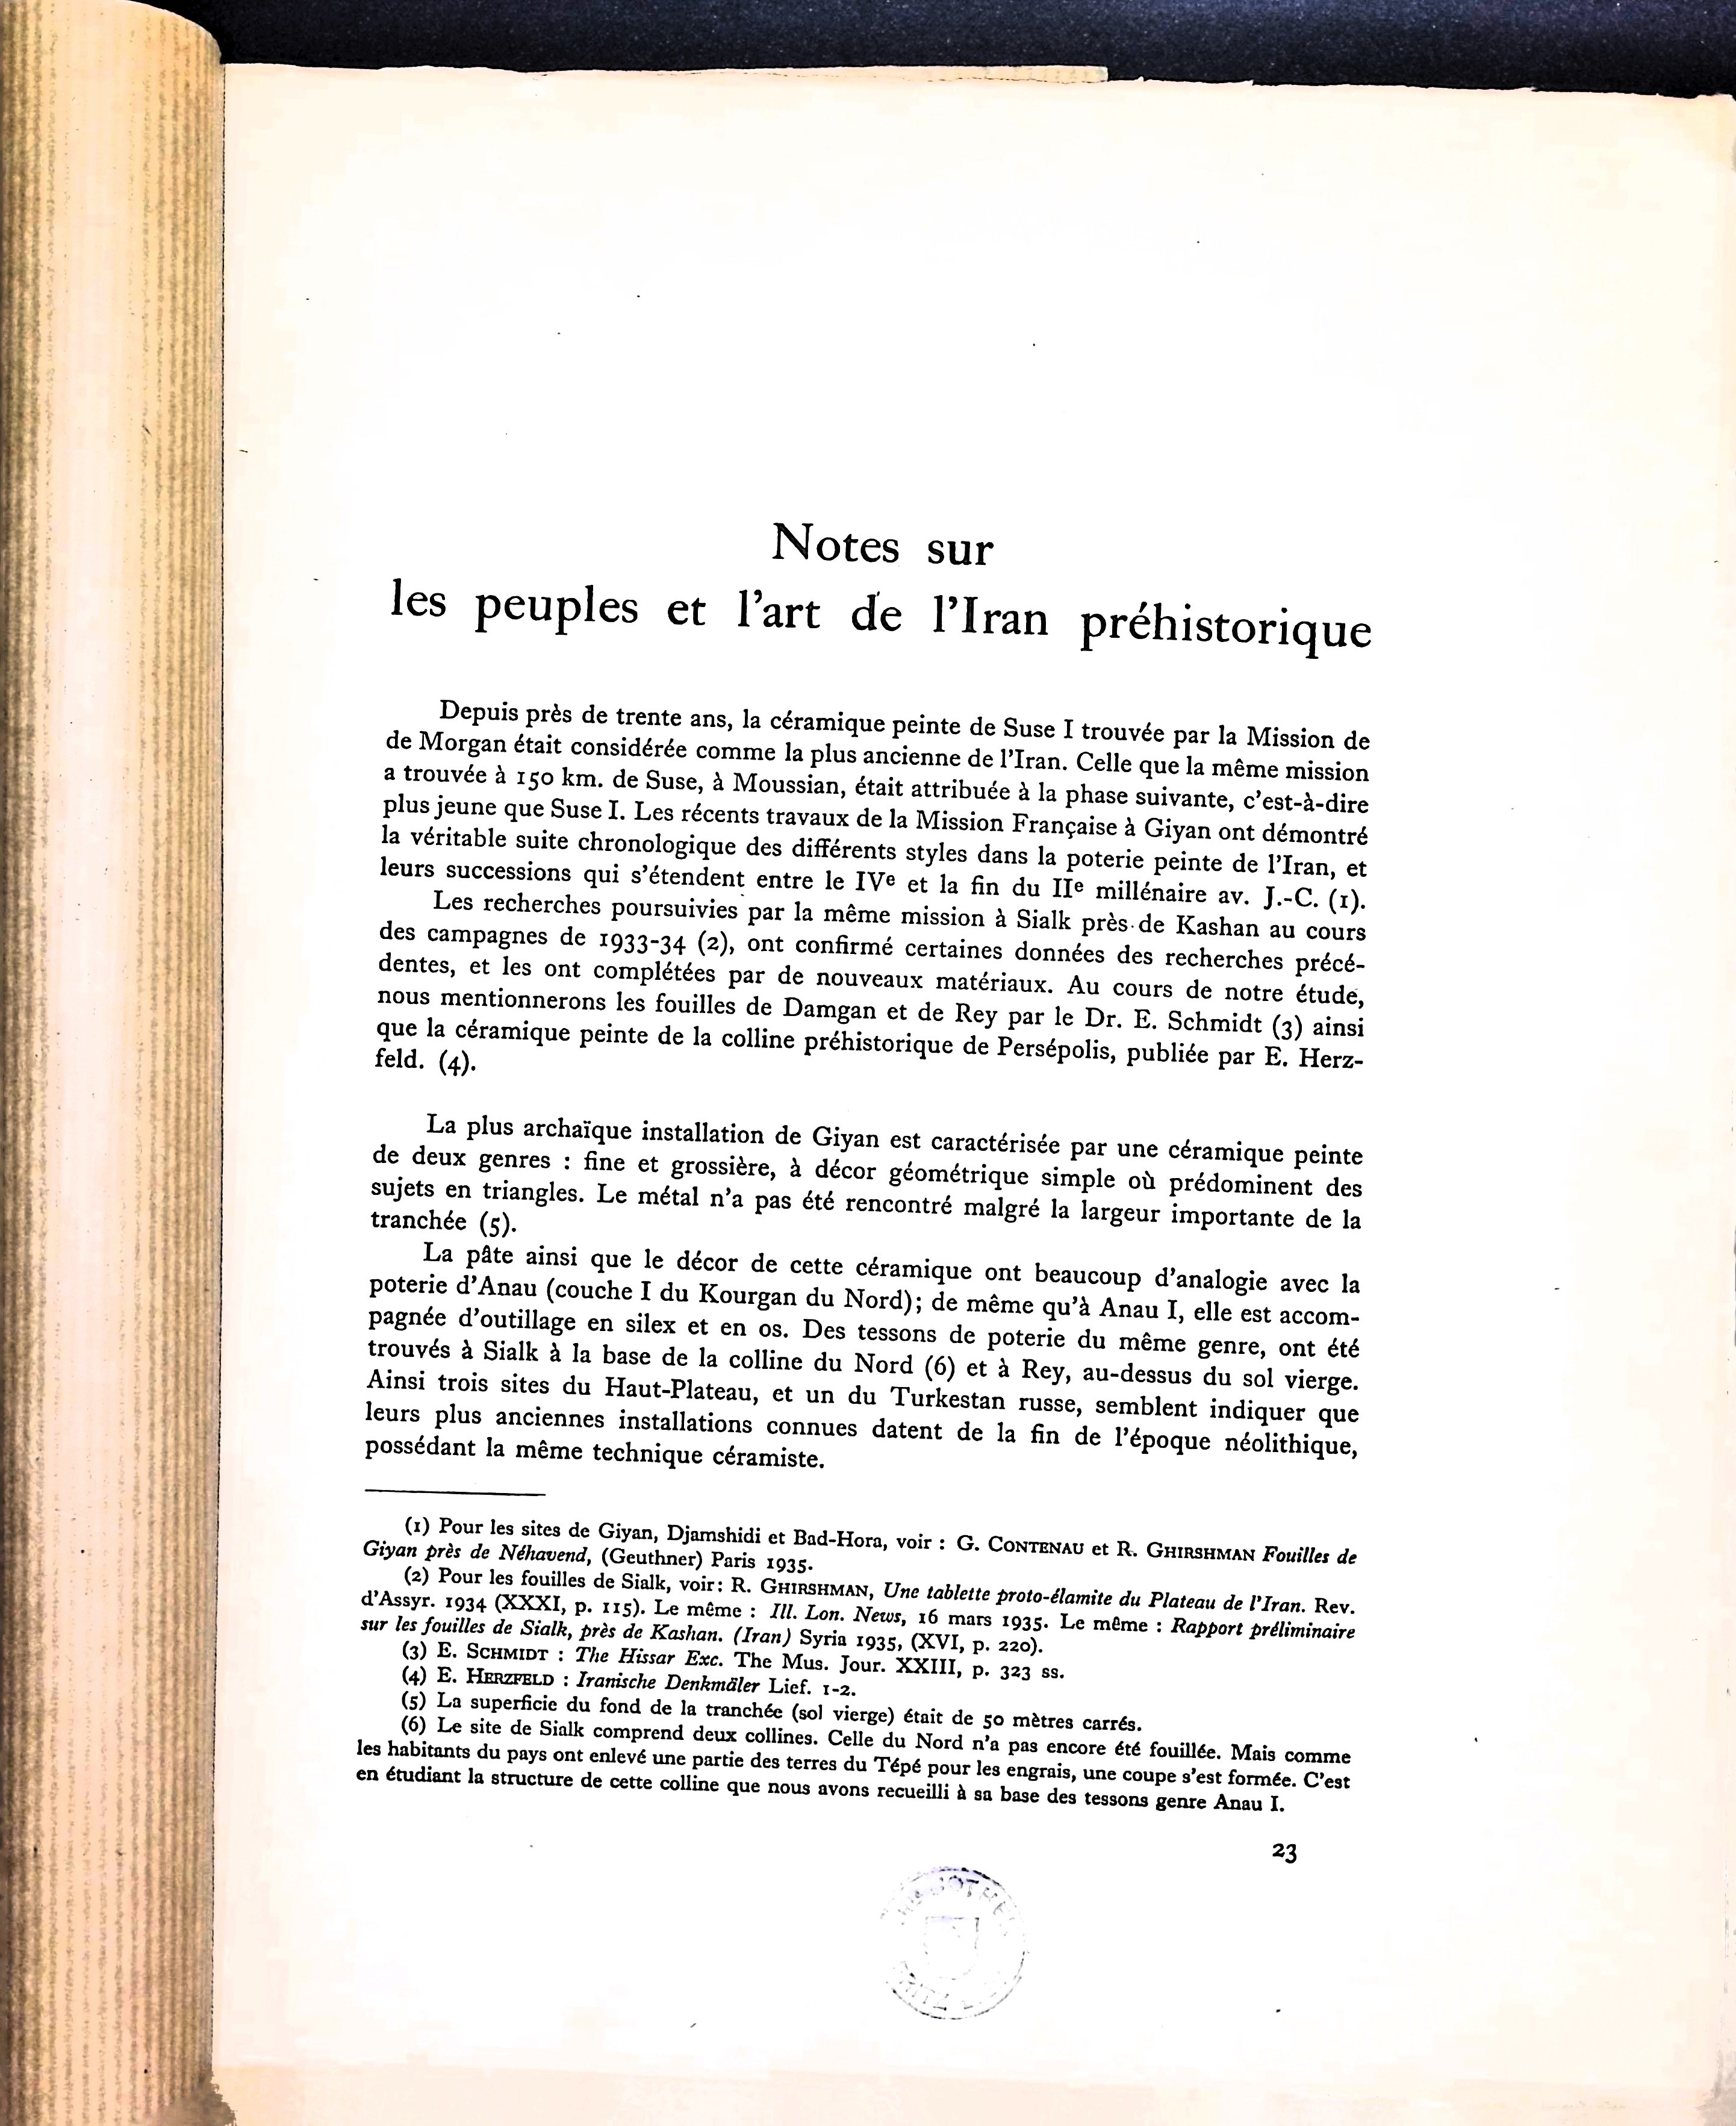 Notes sur
les peuples et l'art de l'Iran préhistorique
Depuis près de trente ans, la céramique peinte de Suse I trouvée par la Mission de
de Morgan était considérée comme la plus ancienne de l'Iran. Celle que la même mission
a trouvée à 150 km. de Suse, à Moussian, était attribuée à la phase suivante, c'est-à-dire
plus jeune que Suse I. Les récents travaux de la Mission Française à Giyan ont démontré
la véritable suite chronologique des différents styles dans la poterie peinte de l'Iran, et
leurs successions qui s'étendent entre le IVe et la fin du IIe millénaire av. J.-C. (1).
Les recherches poursuivies par la même mission à Sialk près de Kashan au cours
des campagnes de 1933-34 (2), ont confirmé certaines données des recherches précé-
dentes, et les ont complétées par de nouveaux matériaux. Au cours de notre étude,
nous mentionnerons les fouilles de Damgan et de Rey par le Dr. E. Schmidt (3) ainsi
que la céramique peinte de la colline préhistorique de Persépolis, publiée par E. Herz-
feld. (4).
La plus archaïque installation de Giyan est caractérisée par une céramique peinte
de deux genres : fine et grossière, à décor géométrique simple où prédominent des
sujets en triangles. Le métal n'a pas été rencontré malgré la largeur importante de la
tranchée (5).
La pâte ainsi que le décor de cette céramique ont beaucoup d'analogie avec la
poterie d'Anau (couche I du Kourgan du Nord); de même qu'à Anau I, elle est accom-
pagnée d'outillage en silex et en os. Des tessons de poterie du même genre, ont été
trouvés à Sialk à la base de la colline du Nord (6) et à Rey, au-dessus du sol vierge.
Ainsi trois sites du Haut-Plateau, et un du Turkestan russe, semblent indiquer que
leurs plus anciennes installations connues datent de la fin de l'époque néolithique,
possédant la même technique céramiste.
(1) Pour les sites de Giyan, Djamshidi et Bad-Hora, voir : G. CONTENAU et R. GHIRSHMAN Fouilles de
Giyan près de Néhavend, (Geuthner) Paris 1935.
(2) Pour les fouilles de Sialk, voir: R. GHIRSHMAN, Une tablette proto-élamite du Plateau de l'Iran. Rev.
d'Assyr. 1934 (XXXI, p. 115). Le même : Ill. Lon. News, 16 mars 1935. Le même : Rapport préliminaire
sur les fouilles de Sialk, près de Kashan. (Iran) Syria 1935, (XVI, p. 220).
(3) E. SCHMIDT : The Hissar Exc. The Mus. Jour. XXIII, p. 323 ss.
(4) E. HERZFELD : Iranische Denkmäler Lief. 1-2.
(5) La superficie du fond de la tranchée (sol vierge) était de 50 mètres carrés.
(6) Le site de Sialk comprend deux collines. Celle du Nord n'a pas encore été fouillée. Mais comme
les habitants du pays ont enlevé une partie des terres du Tépé pour les engrais, une coupe s'est formée. C'est
en étudiant la structure de cette colline que nous avons recueilli à sa base des tessons genre Anau I.
23